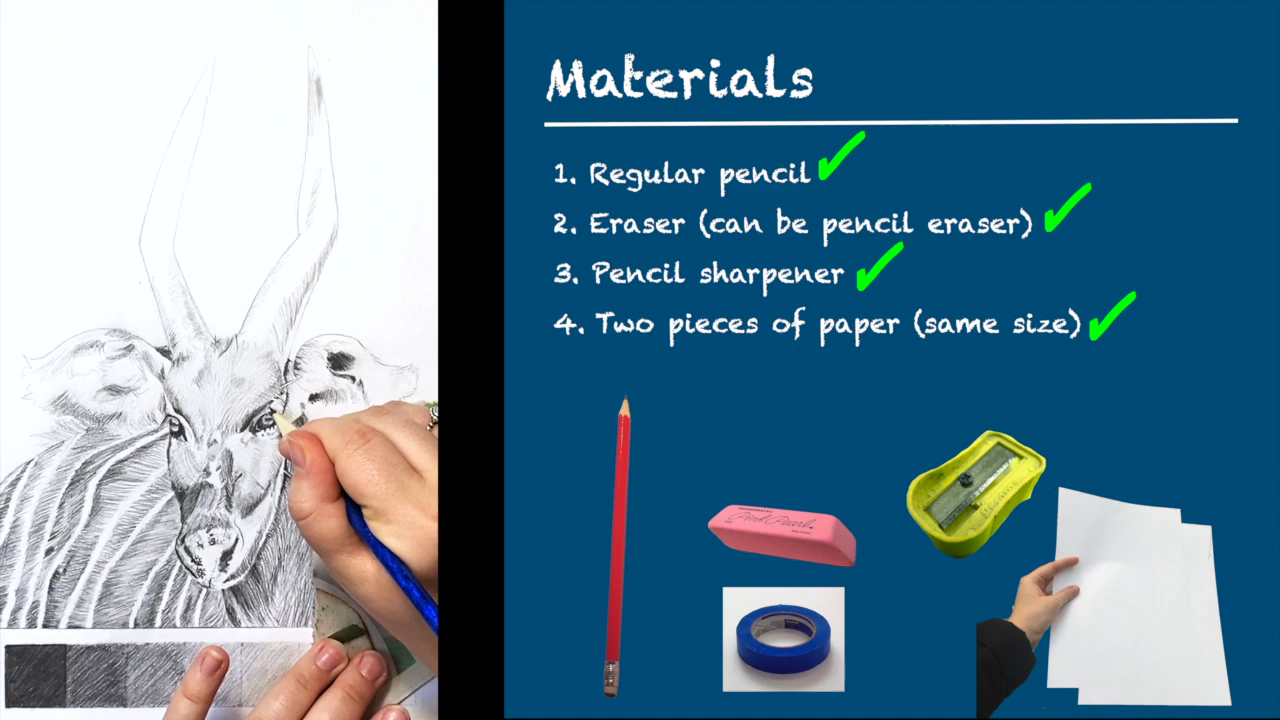 Materials
1. Regular pencil
2. Eraser (can be pencil eraser)
3. Pencil sharpener
4. Two pieces of paper (same size)
Pink Pearl